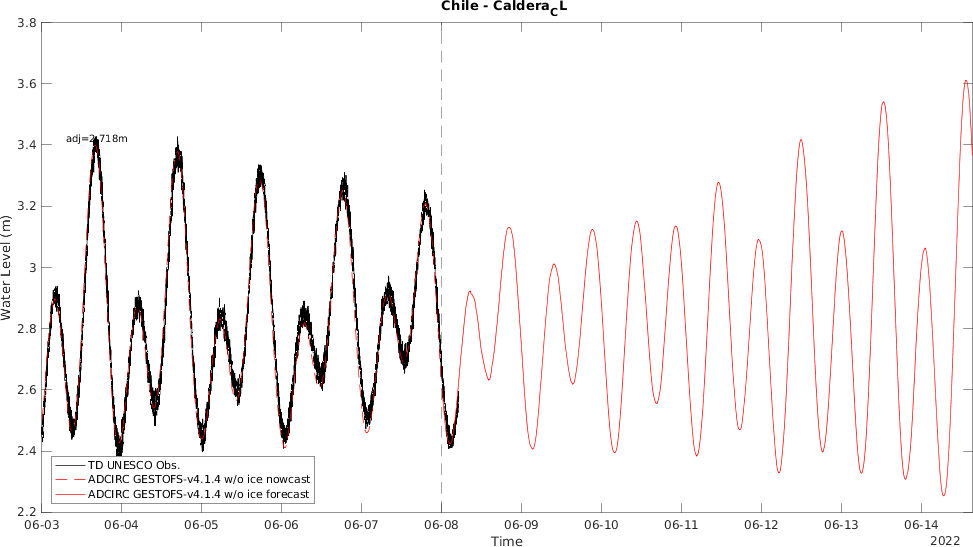 Chile - Caldera_CL
3.8
3.6
3.4
3.2
3
2.8
2.6
2.4
2.2
Water Level (m)
adj=2.718m
TD UNESCO Obs.
ADCIRC GESTOFS-v4.1.4 w/o ice nowcast
ADCIRC GESTOFS-v4.1.4 w/o ice forecast
06-03 06-04 06-05 06-06 06-07 06-08 06-09 06-10 06-11 06-12 06-13 06-14
Time
2022